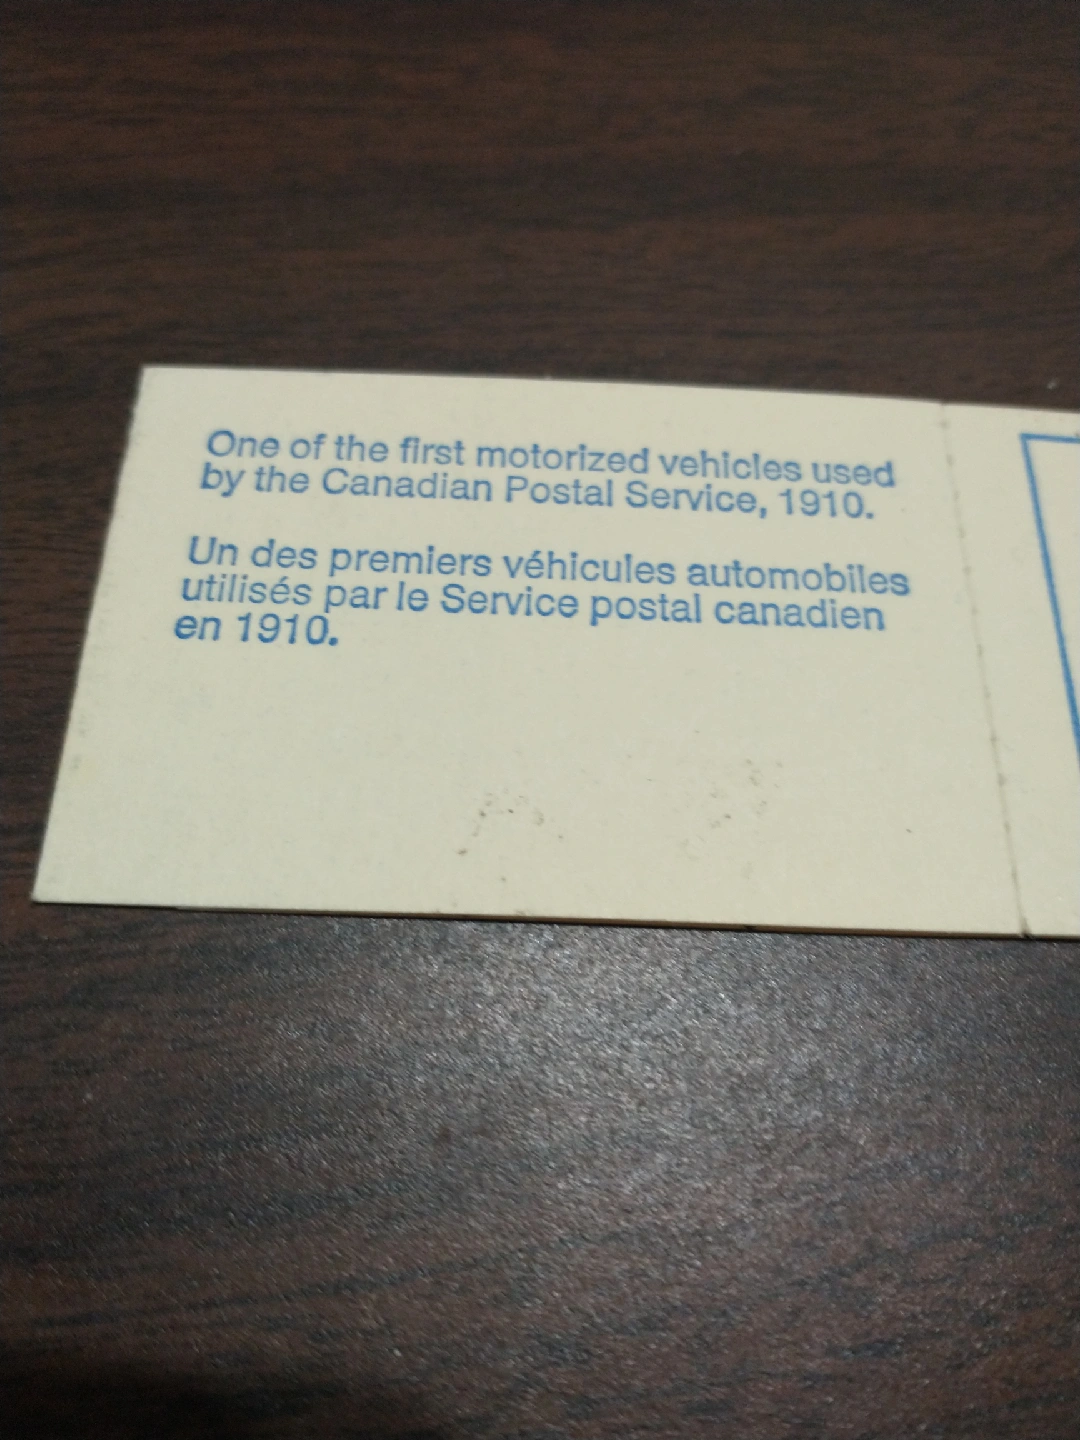 One of the first motorized vehicles used
by the Canadian Postal Service, 1910.
Un des premiers véhicules automobiles
utilisés par le Service postal canadien
en 1910.